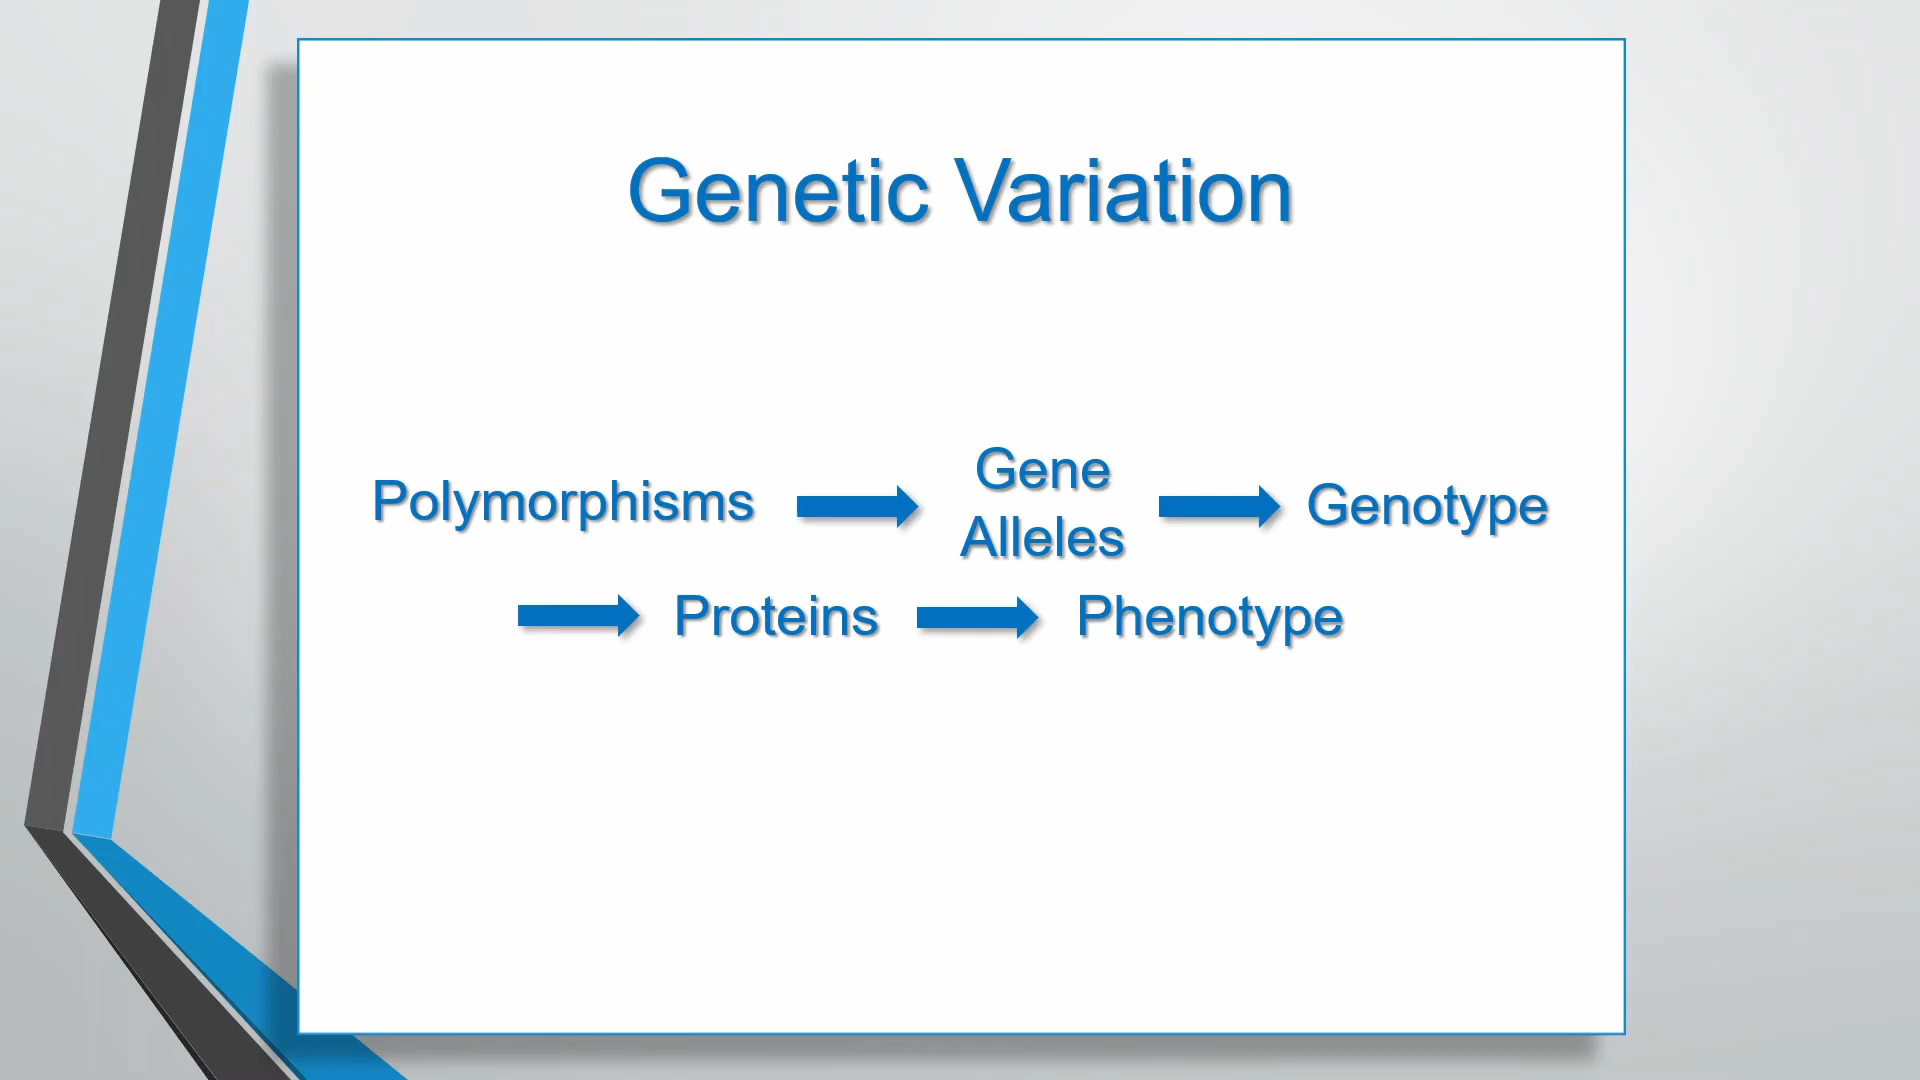 Genetic Variation
Polymorphisms
Gene
Alleles
Genotype
Proteins
Phenotype